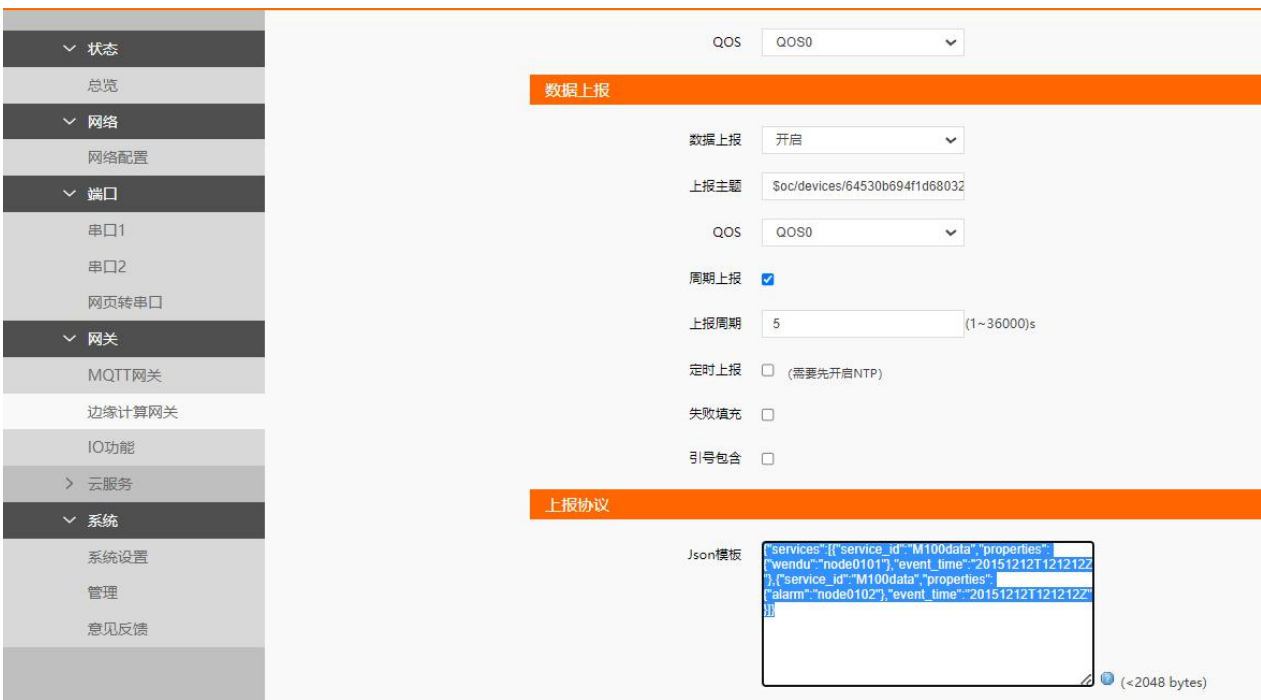 状态
总览
网络
网络配置
端口
串口1
串口2
网页转串口
网关
MQTT网关
边缘计算网关
IO功能
云服务
系统
系统设置
管理
意见反馈
QOS QOS0
数据上报
数据上报 开启
上报主题 $oc/devices/64530b694f1d68032
QOS QOS0
周期上报
上报周期 5 (1~36000)s
定时上报 (需要先开启NTP)
失败填充
引号包含
上报协议
Json模板
{"services":[{"service_id":"M100data","properties":
{"wendu":"node0101"},"event_time":"20151212T121212Z
"},{"service_id":"M100data","properties":
{"alarm":"node0102"},"event_time":"20151212T121212Z"
}]}
(<2048 bytes)